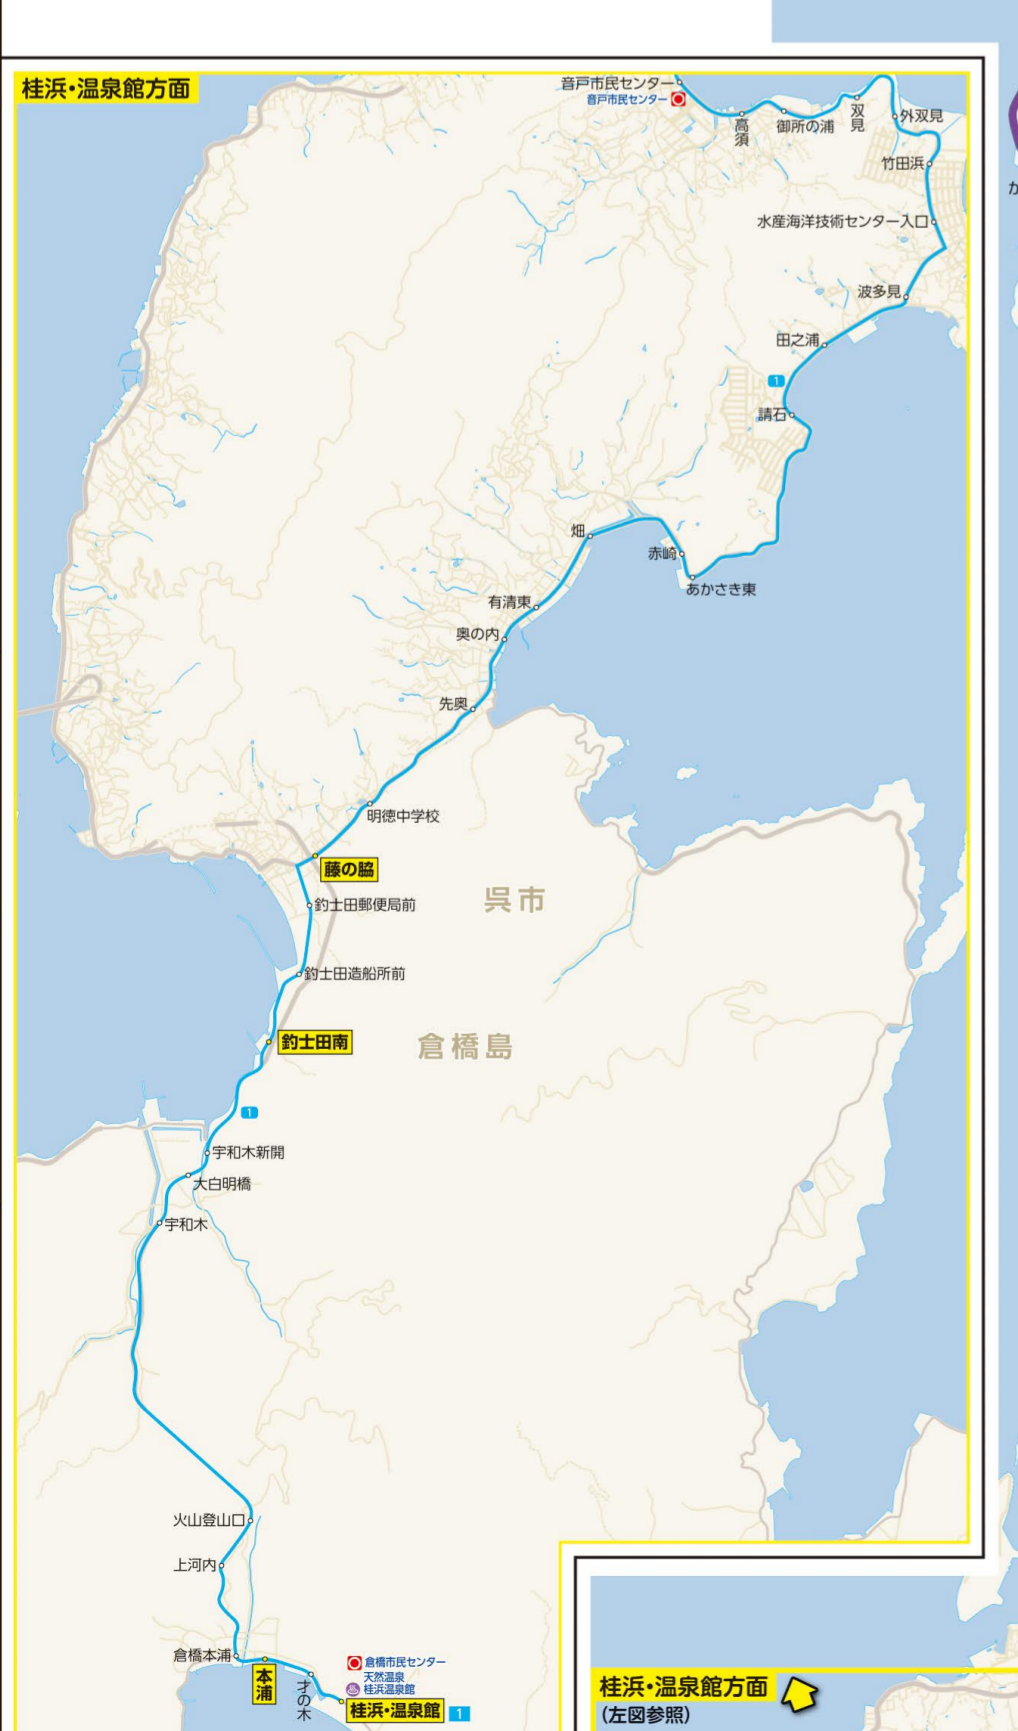 桂浜・温泉館方面
音戸市民センター
音戸市民センター
高須
御所の浦
双見
外双見
竹田浜
水産海洋技術センター入口
波多見
田之浦
1
請石
畑
赤崎
あかさき東
有清東
奥の内
先奥
明徳中学校
藤の脇
釣士田郵便局前
呉市
釣士田造船所前
釣士田南
倉橋島
1
宇和木新開
大白明橋
宇和木
火山登山口
上河内
倉橋本浦
本浦
才の木
倉橋市民センター
天然温泉
桂浜温泉館
桂浜・温泉館
1
桂浜・温泉館方面
(左図参照)
か